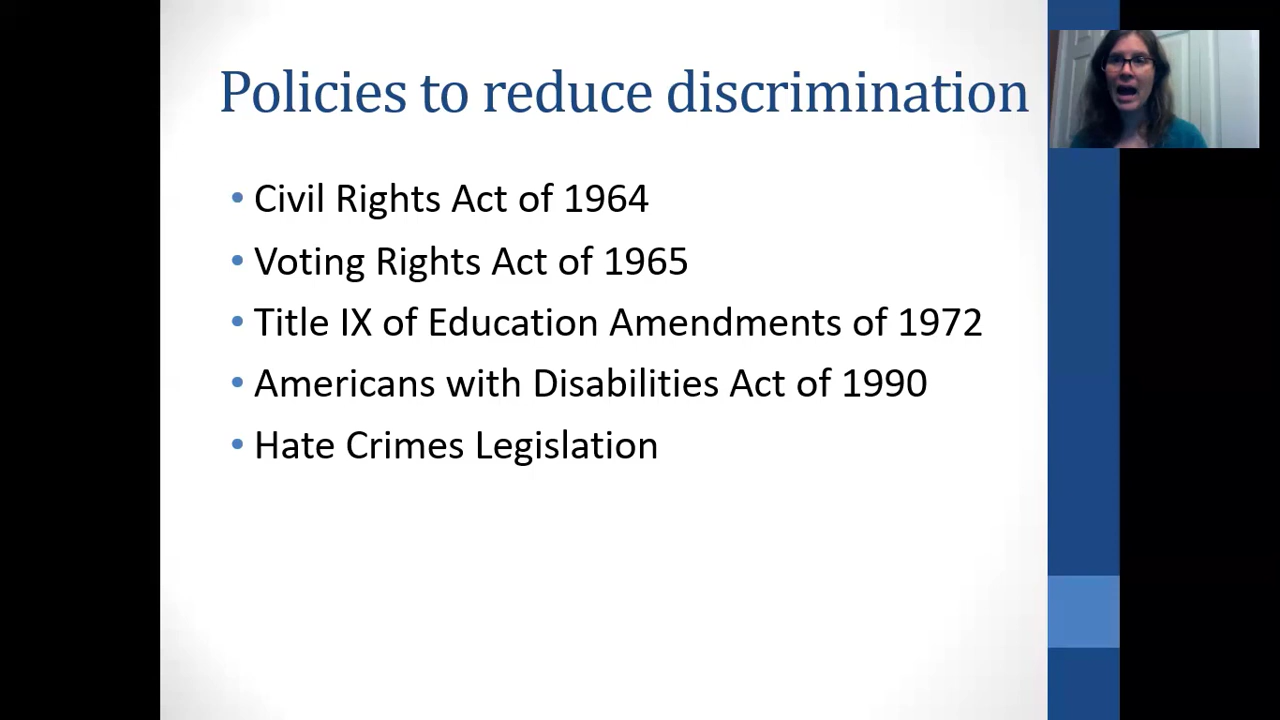 Policies to reduce discrimination
• Civil Rights Act of 1964
• Voting Rights Act of 1965
• Title IX of Education Amendments of 1972
• Americans with Disabilities Act of 1990
• Hate Crimes Legislation